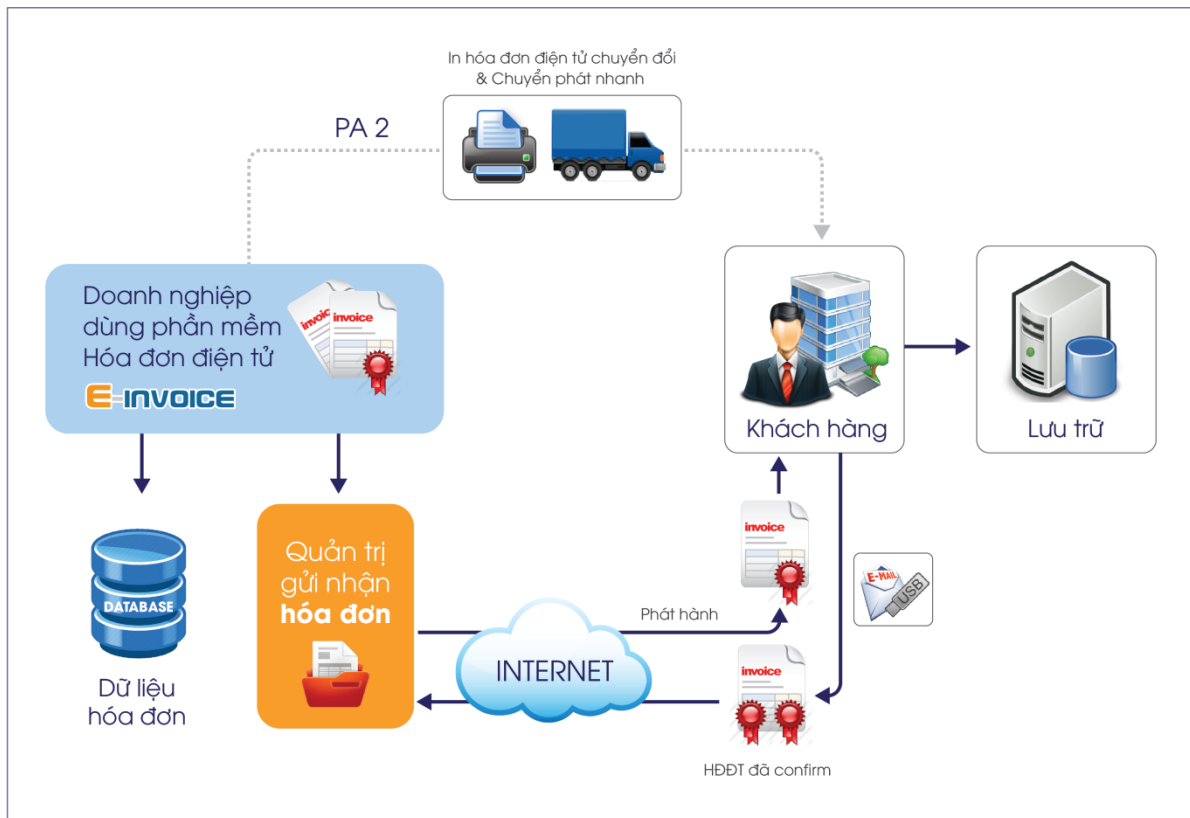 In hóa đơn điện tử chuyển đổi
& Chuyển phát nhanh
PA 2
Doanh nghiệp
dùng phần mềm
Hóa đơn điện tử
E-INVOICE
invoice
invoice
Khách hàng
Lưu trữ
DATABASE
Dữ liệu
hóa đơn
Quản trị
gửi nhận
hóa đơn
INTERNET
Phát hành
invoice
E-MAIL
USB
invoice
HĐĐT đã confirm